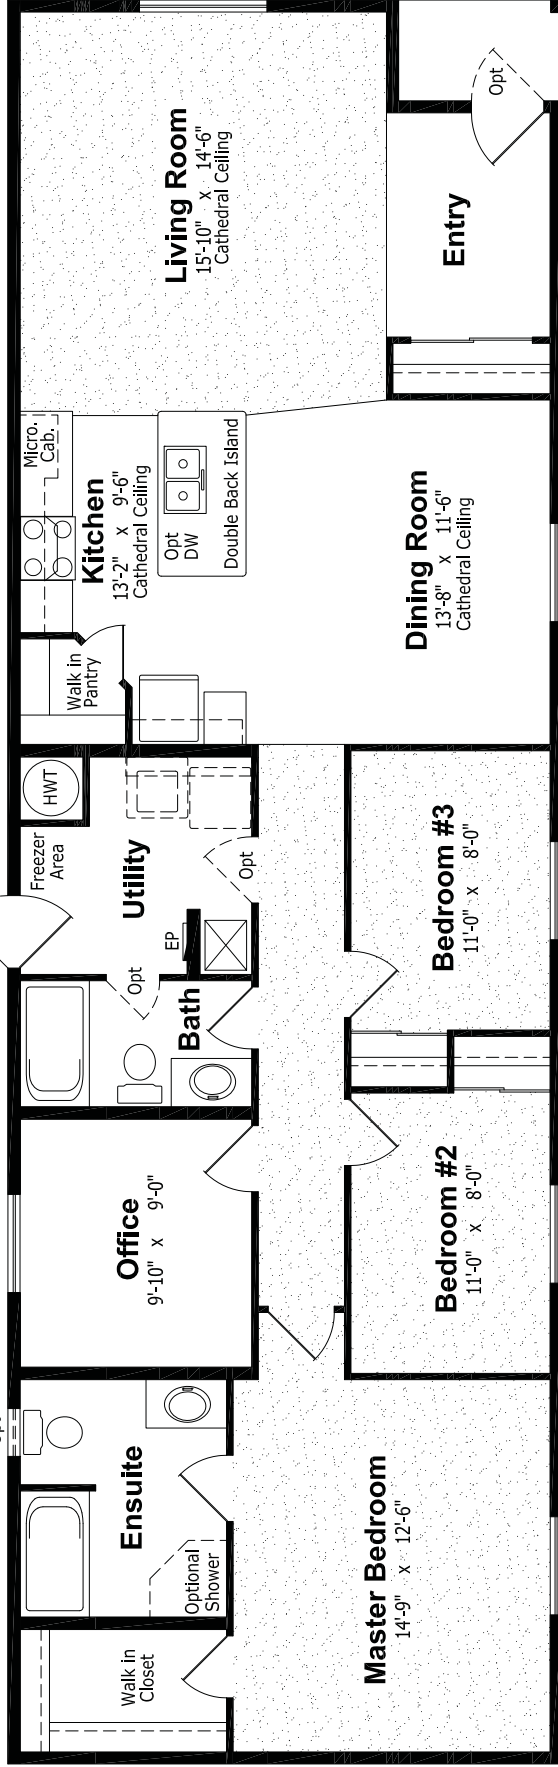 Living Room
15'-10" x 14'-6"
Cathedral Ceiling
Opt
Entry
Micro.
Cab.
Kitchen
13'-2" x 9'-6"
Cathedral Ceiling
Opt
DW
Double Back Island
Dining Room
13'-8" x 11'-6"
Cathedral Ceiling
Walk in
Pantry
HWT
Freezer
Area
Utility
Opt
EP
Opt
Bath
Bedroom #3
11'-0" x 8'-0"
Office
9'-10" x 9'-0"
Bedroom #2
11'-0" x 8'-0"
Ensuite
Optional
Shower
Walk in
Closet
Master Bedroom
14'-9" x 12'-6"